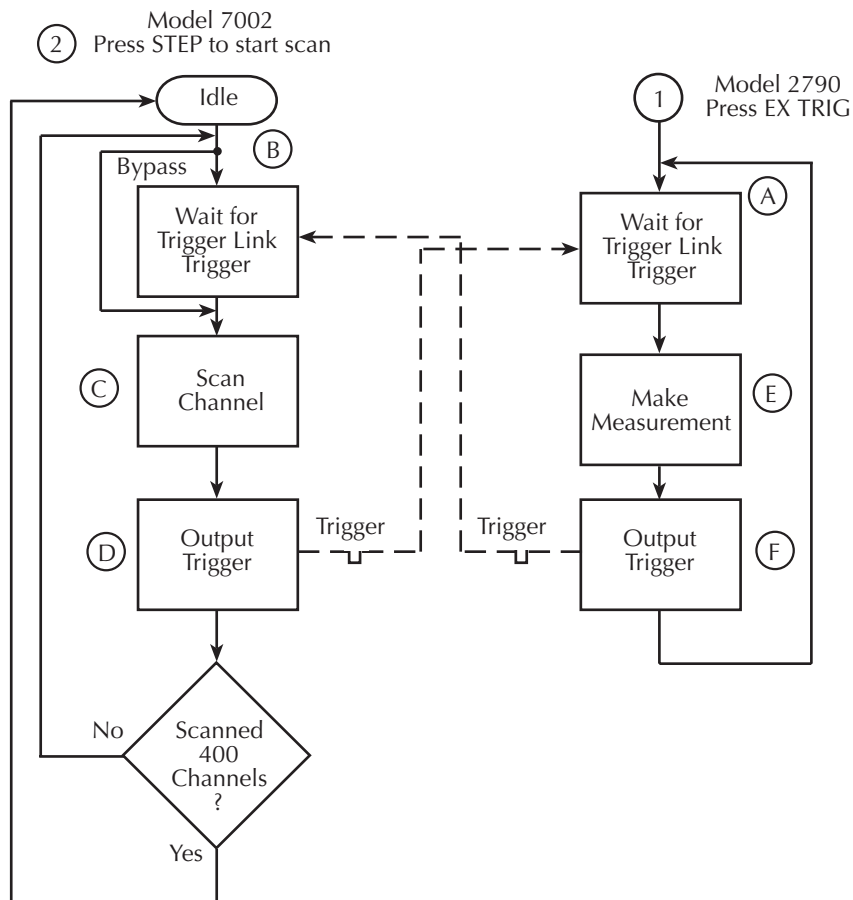 Model 7002
2 Press STEP to start scan
Idle
B
Bypass
Wait for
Trigger Link
Trigger
C
Scan
Channel
D
Output
Trigger
Trigger
No
Scanned
400
Channels
?
Yes
1
Model 2790
Press EX TRIG
A
Wait for
Trigger Link
Trigger
Make
Measurement
E
Trigger
Output
Trigger
F